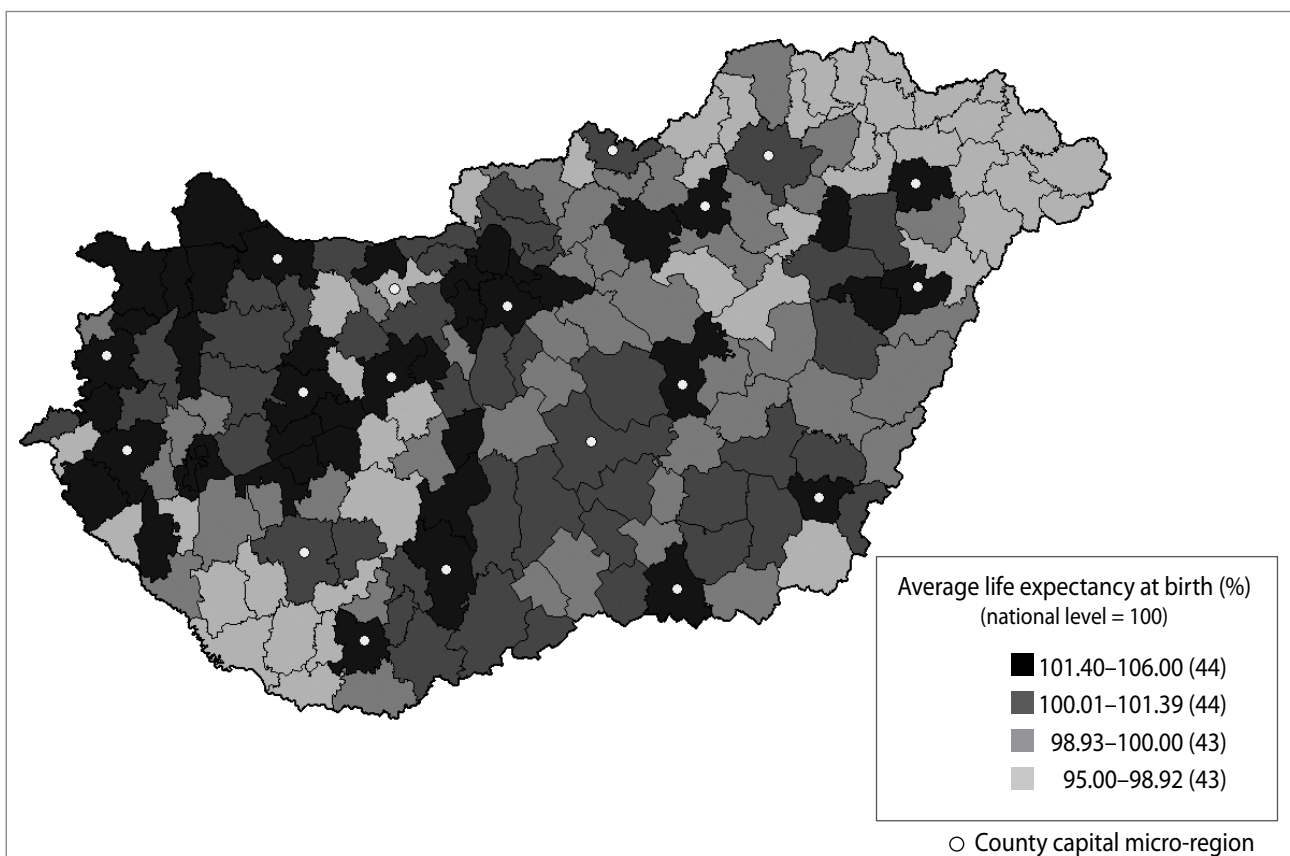 Average life expectancy at birth (%)
(national level = 100)
101.40–106.00 (44)
100.01–101.39 (44)
98.93–100.00 (43)
95.00–98.92 (43)
County capital micro-region